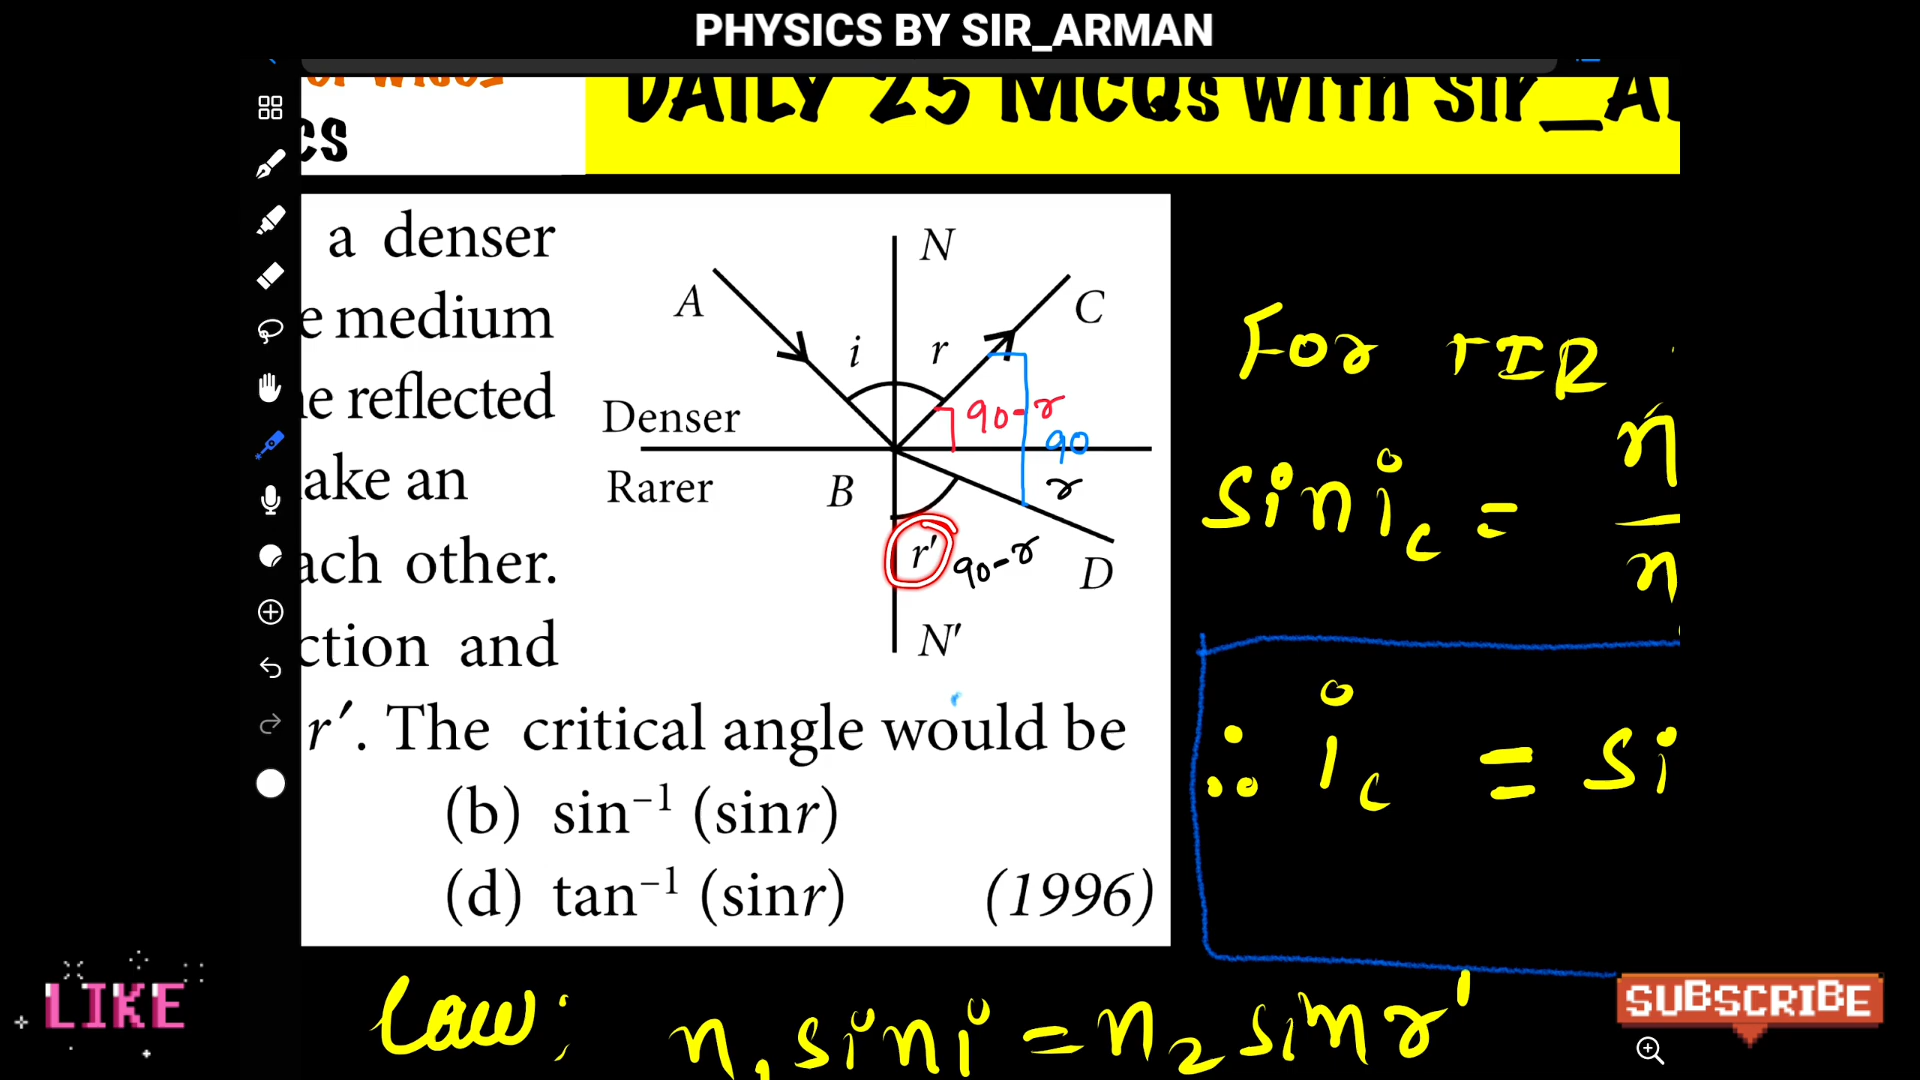 PHYSICS BY SIR_ARMAN
cs
DAILY 25 MCQs with Sir_A
a denser
e medium
e reflected
ake an
ach other.
ction and
r′. The critical angle would be
(b) sin⁻¹ (sinr)
(d) tan⁻¹ (sinr) (1996)
N
A
C
i r
Denser
90-r
90
Rarer
B
r
r′
90-r
D
N′
For TIR
sin i_c = n/n
∴ i_c = si
Law: n₁ sin i = n₂ sin r'
LIKE
SUBSCRIBE